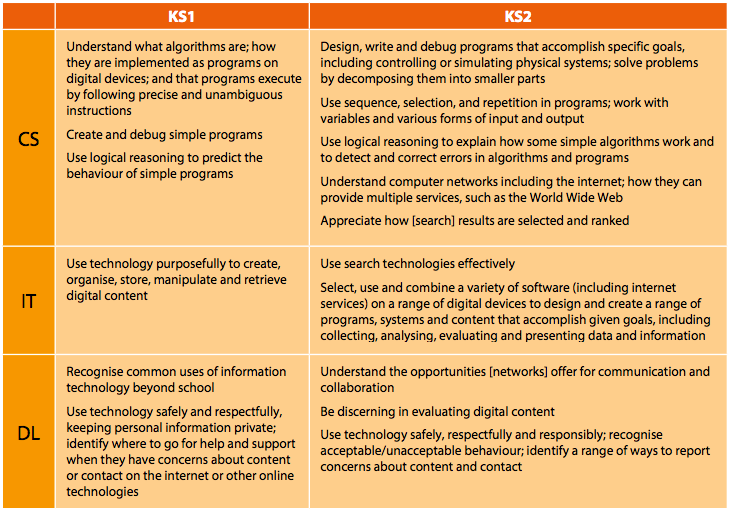 KS1
KS2
CS
Understand what algorithms are; how
they are implemented as programs on
digital devices; and that programs execute
by following precise and unambiguous
instructions
Create and debug simple programs
Use logical reasoning to predict the
behaviour of simple programs
Design, write and debug programs that accomplish specific goals,
including controlling or simulating physical systems; solve problems
by decomposing them into smaller parts
Use sequence, selection, and repetition in programs; work with
variables and various forms of input and output
Use logical reasoning to explain how some simple algorithms work and
to detect and correct errors in algorithms and programs
Understand computer networks including the internet; how they can
provide multiple services, such as the World Wide Web
Appreciate how [search] results are selected and ranked
IT
Use technology purposefully to create,
organise, store, manipulate and retrieve
digital content
Use search technologies effectively
Select, use and combine a variety of software (including internet
services) on a range of digital devices to design and create a range of
programs, systems and content that accomplish given goals, including
collecting, analysing, evaluating and presenting data and information
DL
Recognise common uses of information
technology beyond school
Use technology safely and respectfully,
keeping personal information private;
identify where to go for help and support
when they have concerns about content
or contact on the internet or other online
technologies
Understand the opportunities [networks] offer for communication and
collaboration
Be discerning in evaluating digital content
Use technology safely, respectfully and responsibly; recognise
acceptable/unacceptable behaviour; identify a range of ways to report
concerns about content and contact